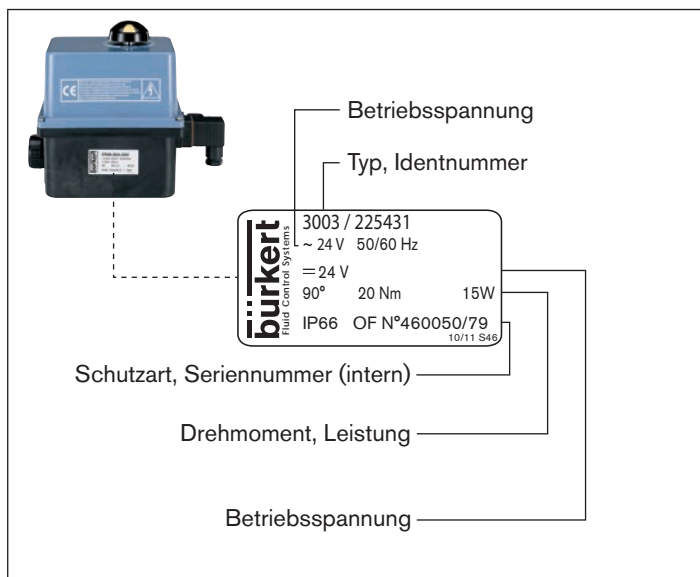 CE
Betriebsspannung
Typ, Identnummer
bürkert
Fluid Control Systems
3003 / 225431
~ 24 V 50/60 Hz
= 24 V
90° 20 Nm 15W
IP66 OF N°460050/79
10/11 S46
Schutzart, Seriennummer (intern)
Drehmoment, Leistung
Betriebsspannung